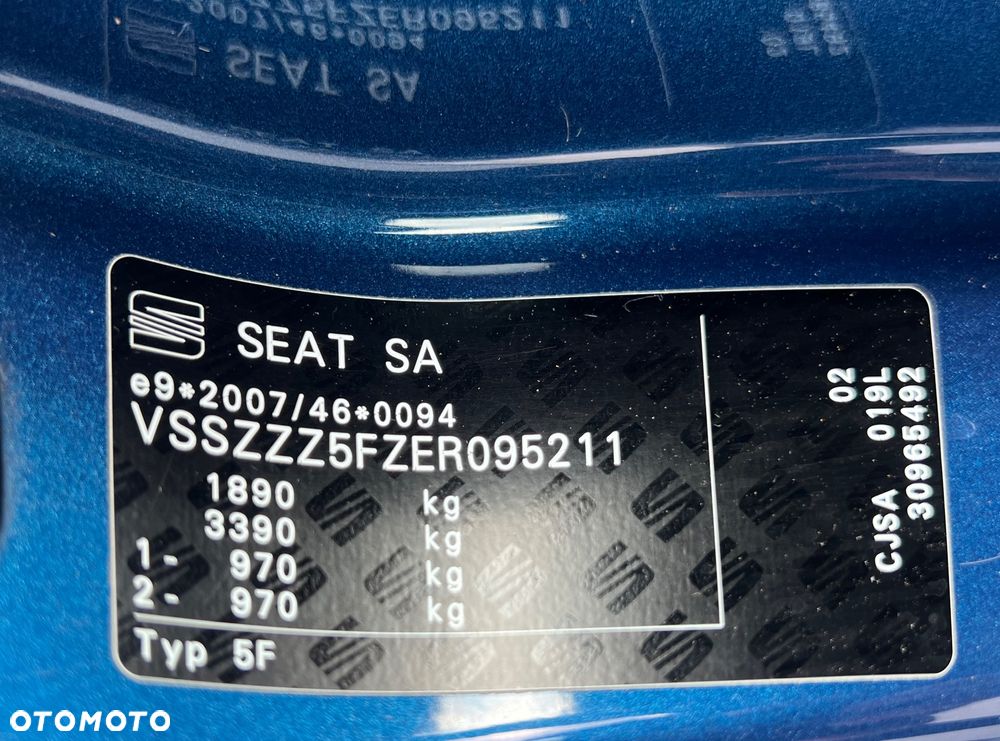 SEAT SA
e9*2007/46*0094
VSSZZZ5FZER095211
1890 kg
3390 kg
1- 970 kg
2- 970 kg
Typ 5F
02
CJSA 019L
30965492
OTOMOTO